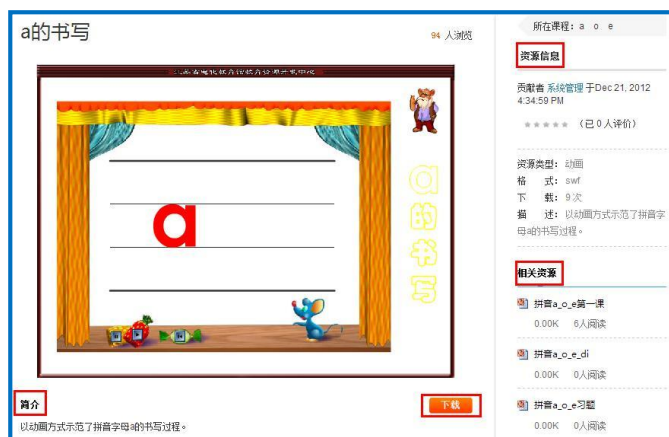 a的书写
94 人浏览
a
a
的
书
写
简介
下载
以动画方式示范了拼音字母a的书写过程。
所在课程：a o e
资源信息
贡献者 系统管理 于Dec 21, 2012
4:34:59 PM
（已 0 人评价）
资源类型：动画
格 式：swf
下 载：9 次
描 述：以动画方式示范了拼音字
母a的书写过程。
相关资源
拼音a_o_e第一课
0.00K 6人阅读
拼音a_o_e_di
0.00K 0人阅读
拼音a_o_e习题
0.00K 0人阅读